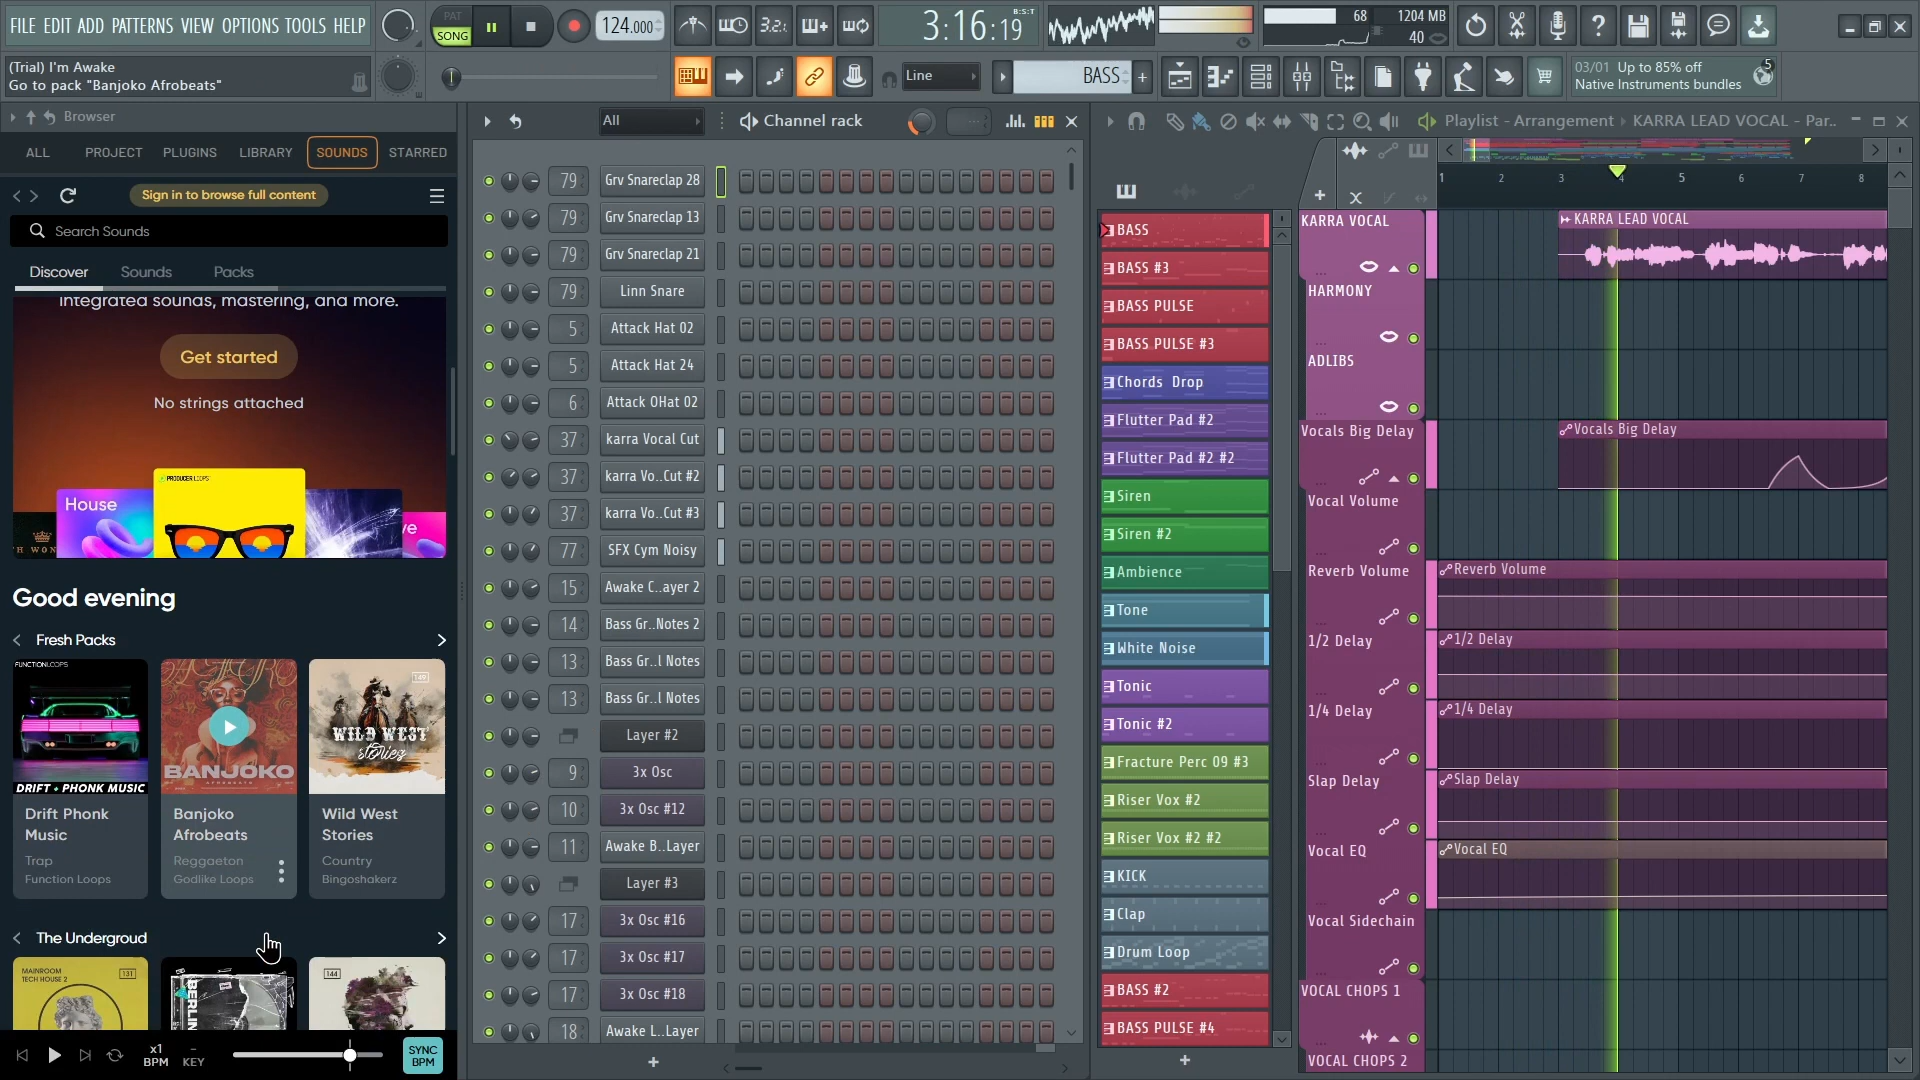 FILE EDIT ADD PATTERNS VIEW OPTIONS TOOLS HELP
PAT
SONG
124.000
3.2.
3:16:19
B:S:T
68
1204 MB
40
(Trial) I'm Awake
Go to pack "Banjoko Afrobeats"
Line
BASS
03/01 Up to 85% off
Native Instruments bundles
5
Browser
ALL PROJECT PLUGINS LIBRARY SOUNDS STARRED
Sign in to browse full content
Search Sounds
Discover Sounds Packs
integrated sounds, mastering, and more.
Get started
No strings attached
PRODUCER LOOPS
House
Good evening
Fresh Packs
FUNCTION LOOPS
DRIFT + PHONK MUSIC
BANJOKO
149
WILD WEST
stories
Drift Phonk
Music
Trap
Function Loops
Banjoko
Afrobeats
Reggaeton
Godlike Loops
Wild West
Stories
Country
Bingoshakerz
The Undergroud
MAINROOM
TECH HOUSE 2
131
BERLIN
144
x1
BPM
-
KEY
SYNC
BPM
All
Channel rack
79 Grv Snareclap 28
79 Grv Snareclap 13
79 Grv Snareclap 21
79 Linn Snare
5 Attack Hat 02
5 Attack Hat 24
6 Attack OHat 02
37 karra Vocal Cut
37 karra Vo..Cut #2
37 karra Vo..Cut #3
77 SFX Cym Noisy
15 Awake C..ayer 2
14 Bass Gr..Notes 2
13 Bass Gr..l Notes
13 Bass Gr..l Notes
Layer #2
9 3x Osc
10 3x Osc #12
11 Awake B..Layer
Layer #3
17 3x Osc #16
17 3x Osc #17
17 3x Osc #18
18 Awake L..Layer
Playlist - Arrangement KARRA LEAD VOCAL - Par..
BASS
BASS #3
BASS PULSE
BASS PULSE #3
Chords Drop
Flutter Pad #2
Flutter Pad #2 #2
Siren
Siren #2
Ambience
Tone
White Noise
Tonic
Tonic #2
Fracture Perc 09 #3
Riser Vox #2
Riser Vox #2 #2
KICK
Clap
Drum Loop
BASS #2
BASS PULSE #4
1 2 3 4 5 6 7 8
KARRA VOCAL
HARMONY
ADLIBS
Vocals Big Delay
Vocal Volume
Reverb Volume
1/2 Delay
1/4 Delay
Slap Delay
Vocal EQ
Vocal Sidechain
VOCAL CHOPS 1
VOCAL CHOPS 2
KARRA LEAD VOCAL
Vocals Big Delay
Reverb Volume
1/2 Delay
1/4 Delay
Slap Delay
Vocal EQ